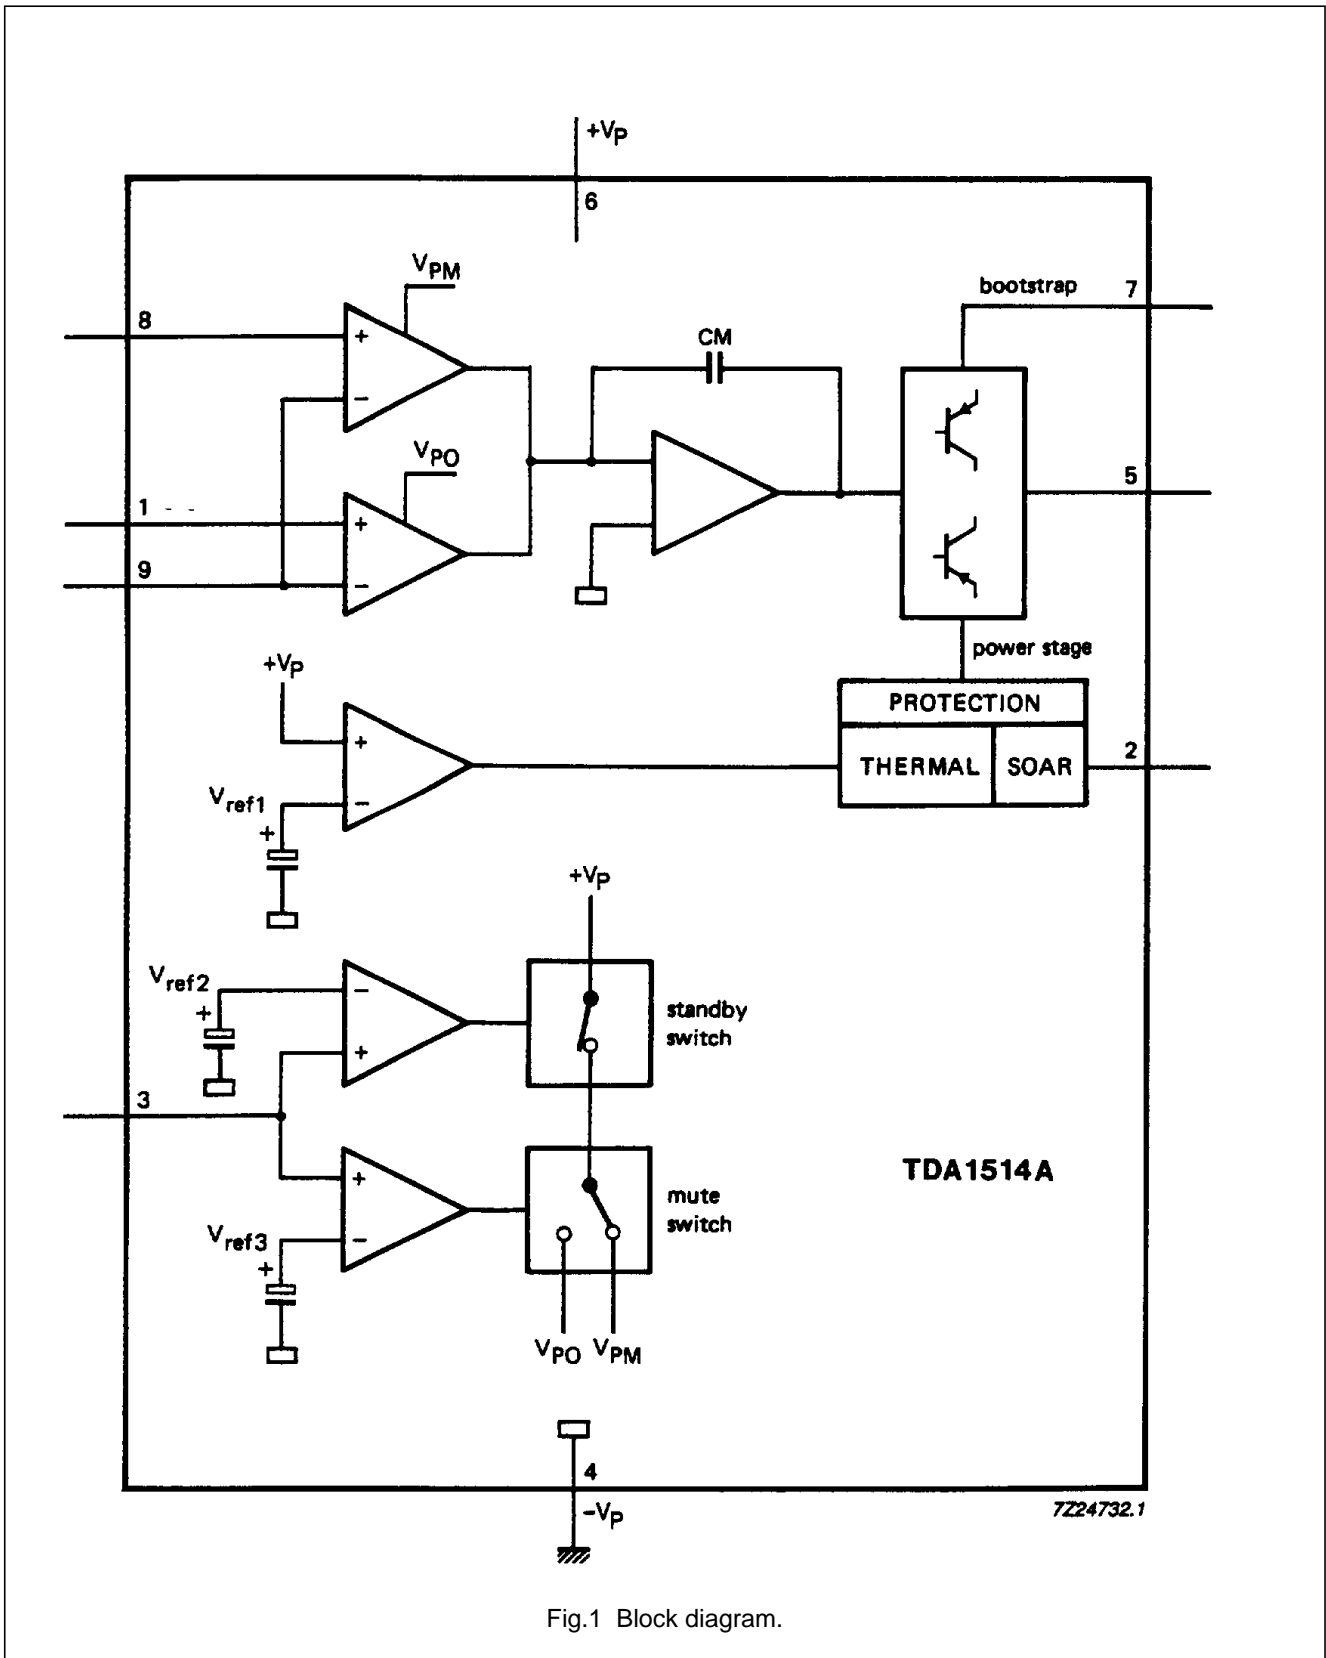 +VP
6
VPM
bootstrap 7
8
+
CM
−
VPO
5
1
+
9
−
power stage
+VP
PROTECTION
+
THERMAL SOAR 2
Vref1
−
+
+VP
Vref2
−
standby
switch
+
+
3
TDA1514A
+
mute
switch
Vref3
−
+
VPO VPM
4
7Z24732.1
−VP
Fig.1 Block diagram.